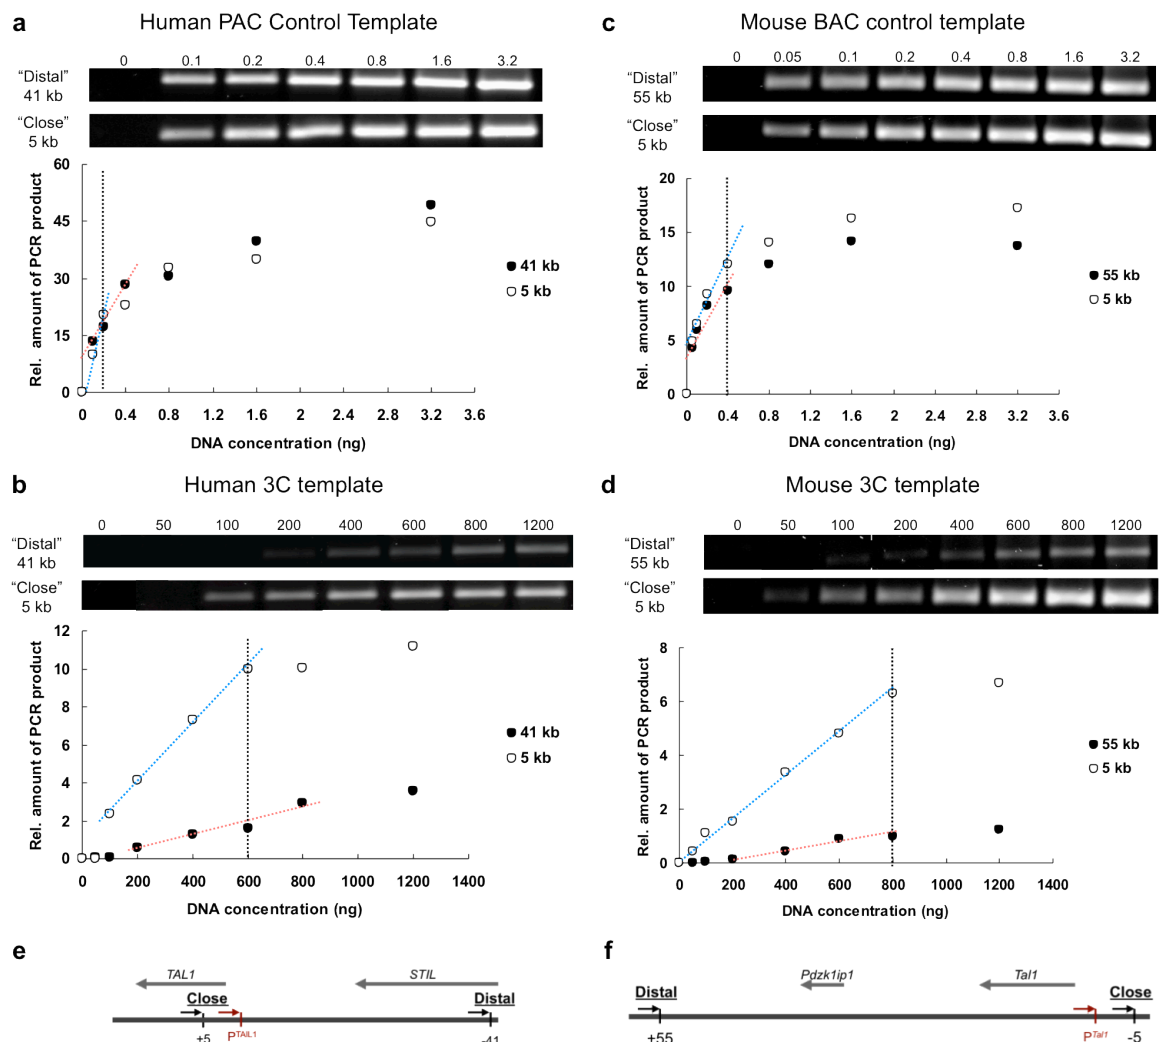 a Human PAC Control Template
0 0.1 0.2 0.4 0.8 1.6 3.2
“Distal”
41 kb
“Close”
5 kb
60
45
30
15
0
Rel. amount of PCR product
41 kb
5 kb
0 0.4 0.8 1.2 1.6 2.0 2.4 2.8 3.2 3.6
DNA concentration (ng)
c Mouse BAC control template
0 0.05 0.1 0.2 0.4 0.8 1.6 3.2
“Distal”
55 kb
“Close”
5 kb
20
15
10
5
0
Rel. amount of PCR product
55 kb
5 kb
0 0.4 0.8 1.2 1.6 2 2.4 2.8 3.2 3.6
DNA concentration (ng)
b Human 3C template
0 50 100 200 400 600 800 1200
“Distal”
41 kb
“Close”
5 kb
12
10
8
6
4
2
0
Rel. amount of PCR product
41 kb
5 kb
0 200 400 600 800 1000 1200 1400
DNA concentration (ng)
d Mouse 3C template
0 50 100 200 400 600 800 1200
“Distal”
55 kb
“Close”
5 kb
8
6
4
2
0
Rel. amount of PCR product
55 kb
5 kb
0 200 400 600 800 1000 1200 1400
DNA concentration (ng)
e
TAL1 STIL
Close Distal
+5 PTAIL1 -41
f
Pdzk1ip1 Tal1
Distal Close
+55 PTal1 -5